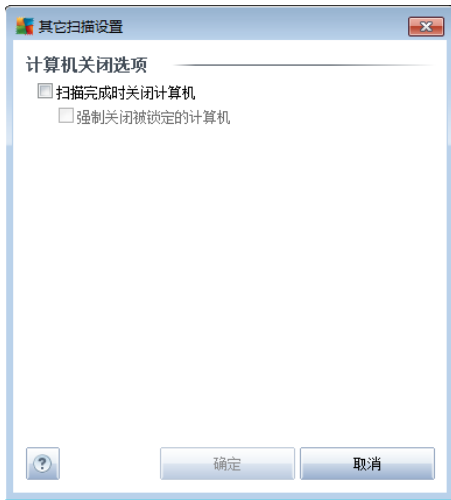 其它扫描设置
计算机关闭选项
扫描完成时关闭计算机
强制关闭被锁定的计算机
?
确定
取消